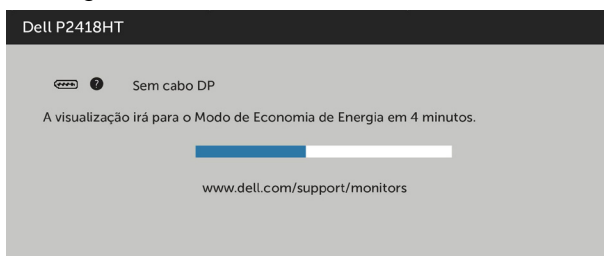 Dell P2418HT
? Sem cabo DP
A visualização irá para o Modo de Economia de Energia em 4 minutos.
www.dell.com/support/monitors